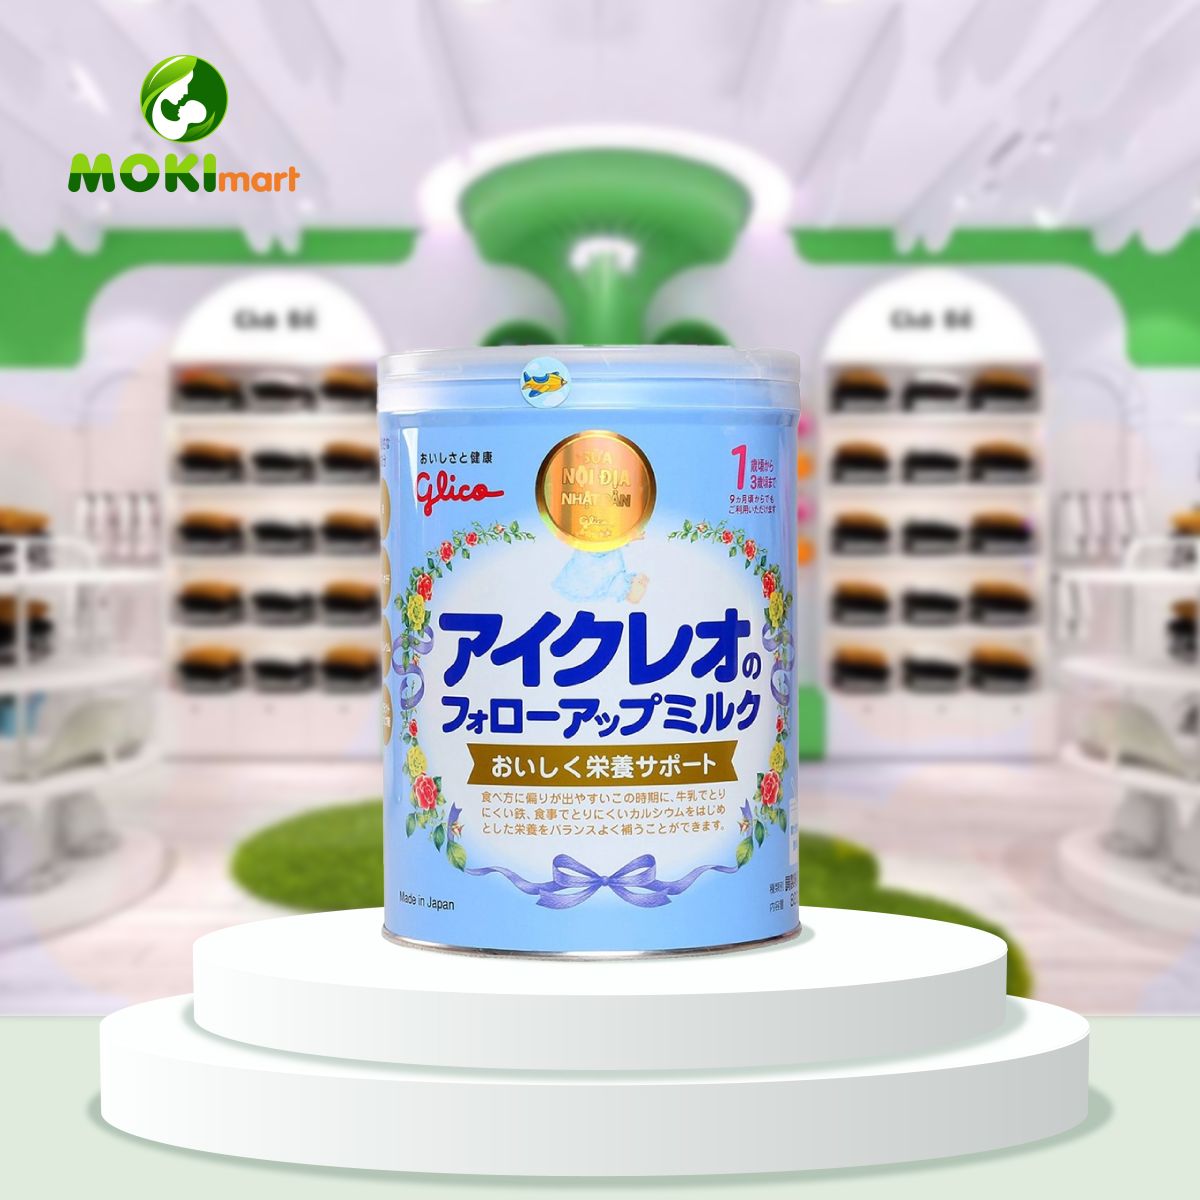 MOKImart
おいしさと健康
glico
SỮA
NỘI ĐỊA
NHẬT BẢN
Glico
1歳頃から
3歳頃まで
9ヵ月頃からでも
ご利用いただけます
アイクレオの
フォローアップミルク
おいしく栄養サポート
食べ方に偏りが出やすいこの時期に、牛乳でとり
にくい鉄、食事でとりにくいカルシウムをはじめ
とした栄養をバランスよく補うことができます。
Made in Japan
種類別
内容量